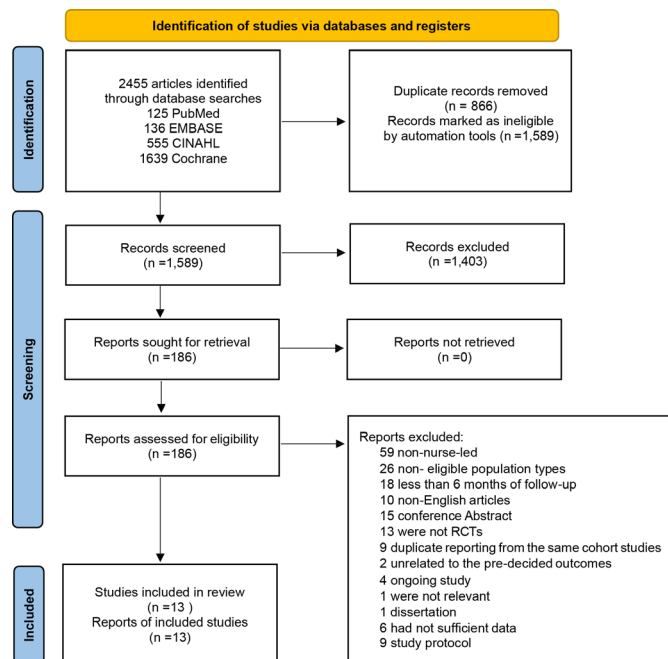 Identification of studies via databases and registers
Identification
2455 articles identified
through database searches
125 PubMed
136 EMBASE
555 CINAHL
1639 Cochrane
Duplicate records removed
(n = 866)
Records marked as ineligible
by automation tools (n =1,589)
Screening
Records screened
(n =1,589)
Records excluded
(n =1,403)
Reports sought for retrieval
(n =186)
Reports not retrieved
(n =0)
Reports assessed for eligibility
(n =186)
Reports excluded:
59 non-nurse-led
26 non- eligible population types
18 less than 6 months of follow-up
10 non-English articles
15 conference Abstract
13 were not RCTs
9 duplicate reporting from the same cohort studies
2 unrelated to the pre-decided outcomes
4 ongoing study
1 were not relevant
1 dissertation
6 had not sufficient data
9 study protocol
Included
Studies included in review
(n =13 )
Reports of included studies
(n =13)